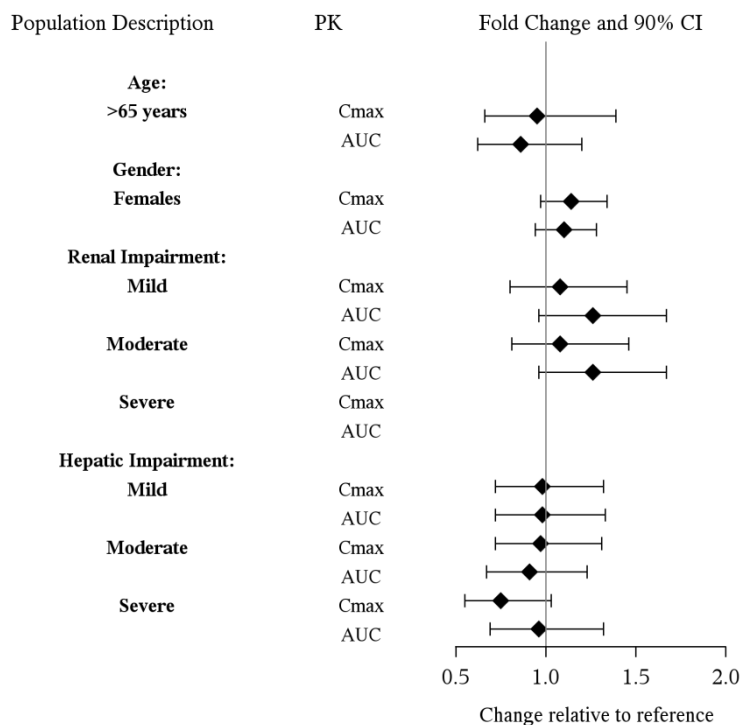 Population Description PK Fold Change and 90% CI
Age:
>65 years Cmax
AUC
Gender:
Females Cmax
AUC
Renal Impairment:
Mild Cmax
AUC
Moderate Cmax
AUC
Severe Cmax
AUC
Hepatic Impairment:
Mild Cmax
AUC
Moderate Cmax
AUC
Severe Cmax
AUC
0.5 1.0 1.5 2.0
Change relative to reference